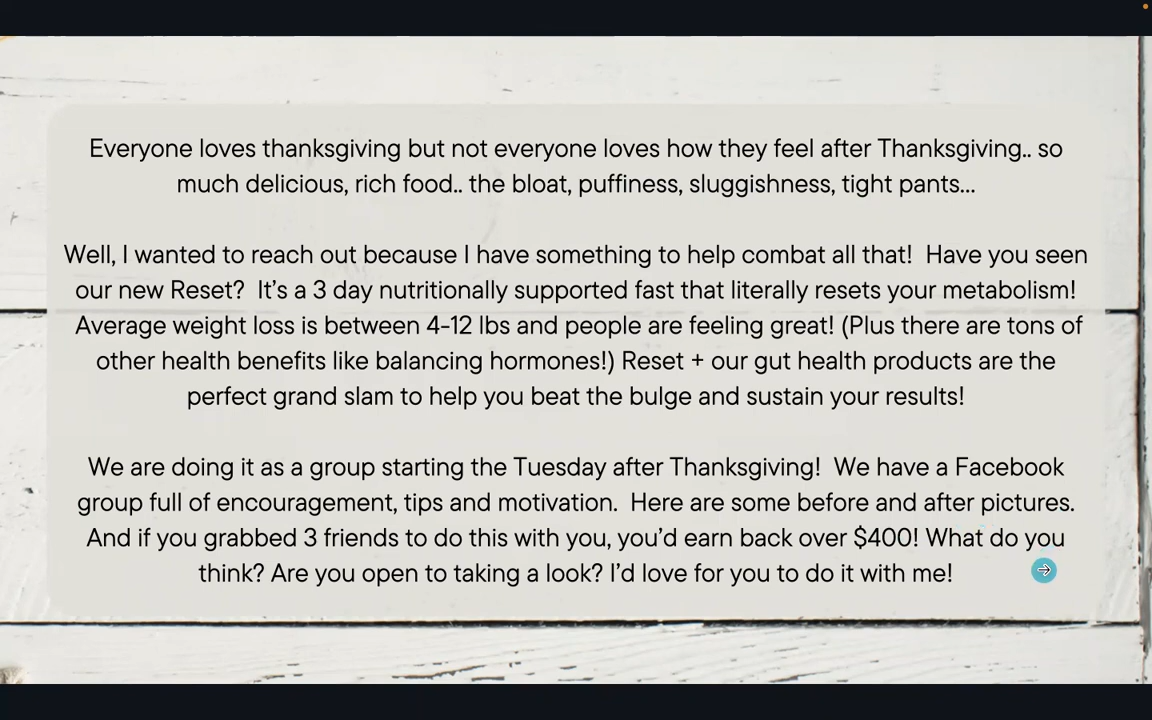 Everyone loves thanksgiving but not everyone loves how they feel after Thanksgiving.. so
much delicious, rich food.. the bloat, puffiness, sluggishness, tight pants...
Well, I wanted to reach out because I have something to help combat all that!  Have you seen
our new Reset?  It's a 3 day nutritionally supported fast that literally resets your metabolism!
Average weight loss is between 4-12 lbs and people are feeling great! (Plus there are tons of
other health benefits like balancing hormones!) Reset + our gut health products are the
perfect grand slam to help you beat the bulge and sustain your results!
We are doing it as a group starting the Tuesday after Thanksgiving!  We have a Facebook
group full of encouragement, tips and motivation.  Here are some before and after pictures.
And if you grabbed 3 friends to do this with you, you'd earn back over $400! What do you
think? Are you open to taking a look? I'd love for you to do it with me!